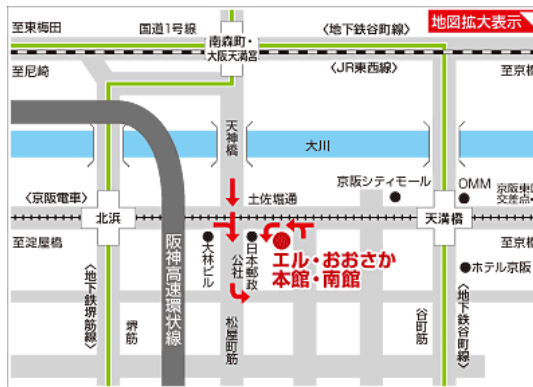 至東梅田
国道1号線
南森町・
大阪天満宮
〈地下鉄谷町線〉
地図拡大表示
至尼崎
〈JR東西線〉
至京橋
天神橋
大川
京阪シティモール
OMM
京阪東口
交差点
〈京阪電車〉
北浜
土佐堀通
天満橋
至淀屋橋
阪神高速環状線
大林ビル
公社
日本郵政
エル・おおさか
本館・南館
至京橋
ホテル京阪
〈地下鉄堺筋線〉
堺筋
松屋町筋
谷町筋
〈地下鉄谷町線〉